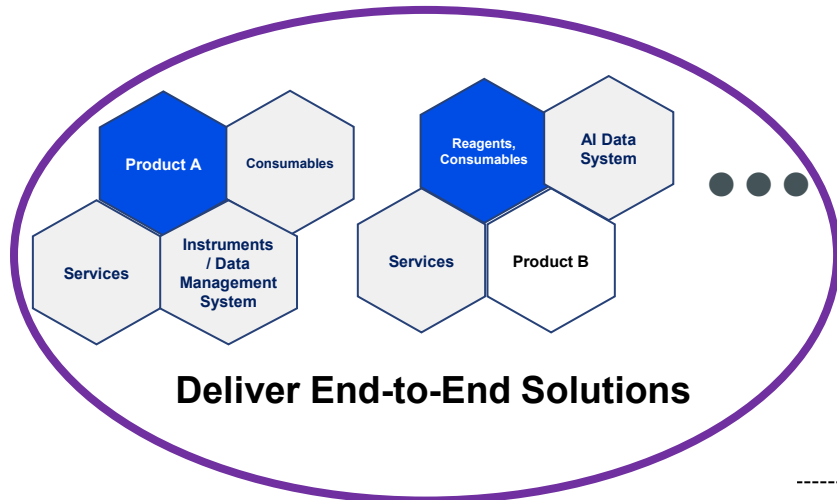 Product A
Consumables
Services
Instruments
/ Data
Management
System
Reagents,
Consumables
AI Data
System
Services
Product B
Deliver End-to-End Solutions